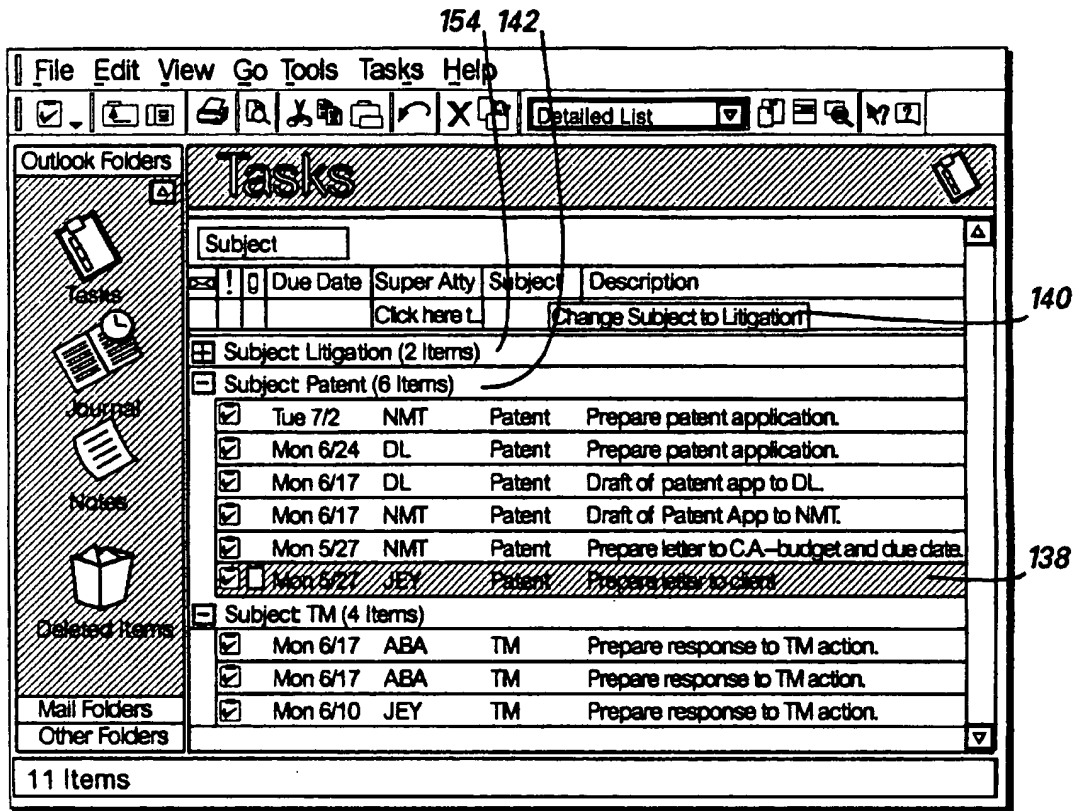 154 142
File Edit View Go Tools Tasks Help
Detailed List
Outlook Folders
Tasks
Subject
! Due Date Super Atty Subject Description
Click here t... Change Subject to Litigation
140
Tasks
Journal
Notes
Deleted Items
Mail Folders
Other Folders
Subject: Litigation (2 Items)
Subject: Patent (6 Items)
Tue 7/2 NMT Patent Prepare patent application.
Mon 6/24 DL Patent Prepare patent application.
Mon 6/17 DL Patent Draft of patent app to DL.
Mon 6/17 NMT Patent Draft of Patent App to NMT.
Mon 5/27 NMT Patent Prepare letter to C.A.–budget and due date.
Mon 5/27 JEY Patent Prepare letter to client
138
Subject: TM (4 Items)
Mon 6/17 ABA TM Prepare response to TM action.
Mon 6/17 ABA TM Prepare response to TM action.
Mon 6/10 JEY TM Prepare response to TM action.
11 Items